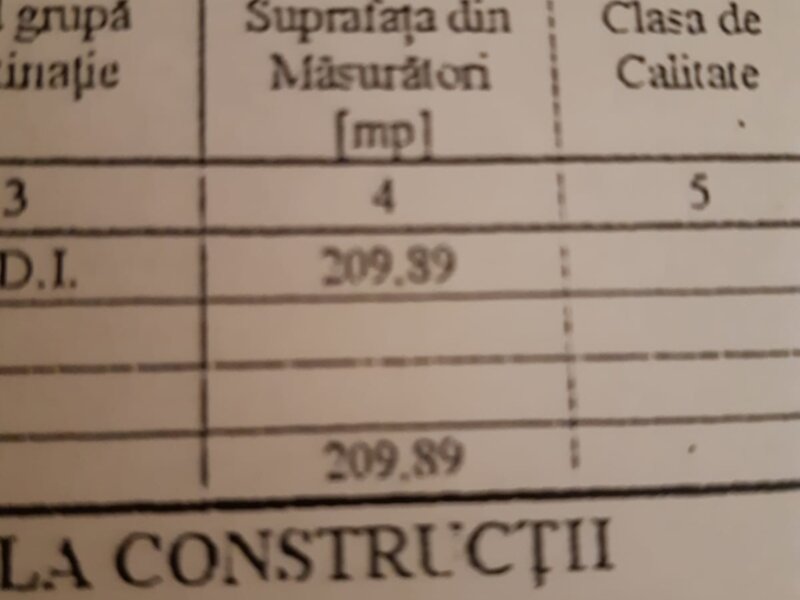 grupă Suprafața din Clasa de
inație Măsurători Calitate
[mp]
3 4 5
D.I. 209.89
209.89
LA CONSTRUCȚII